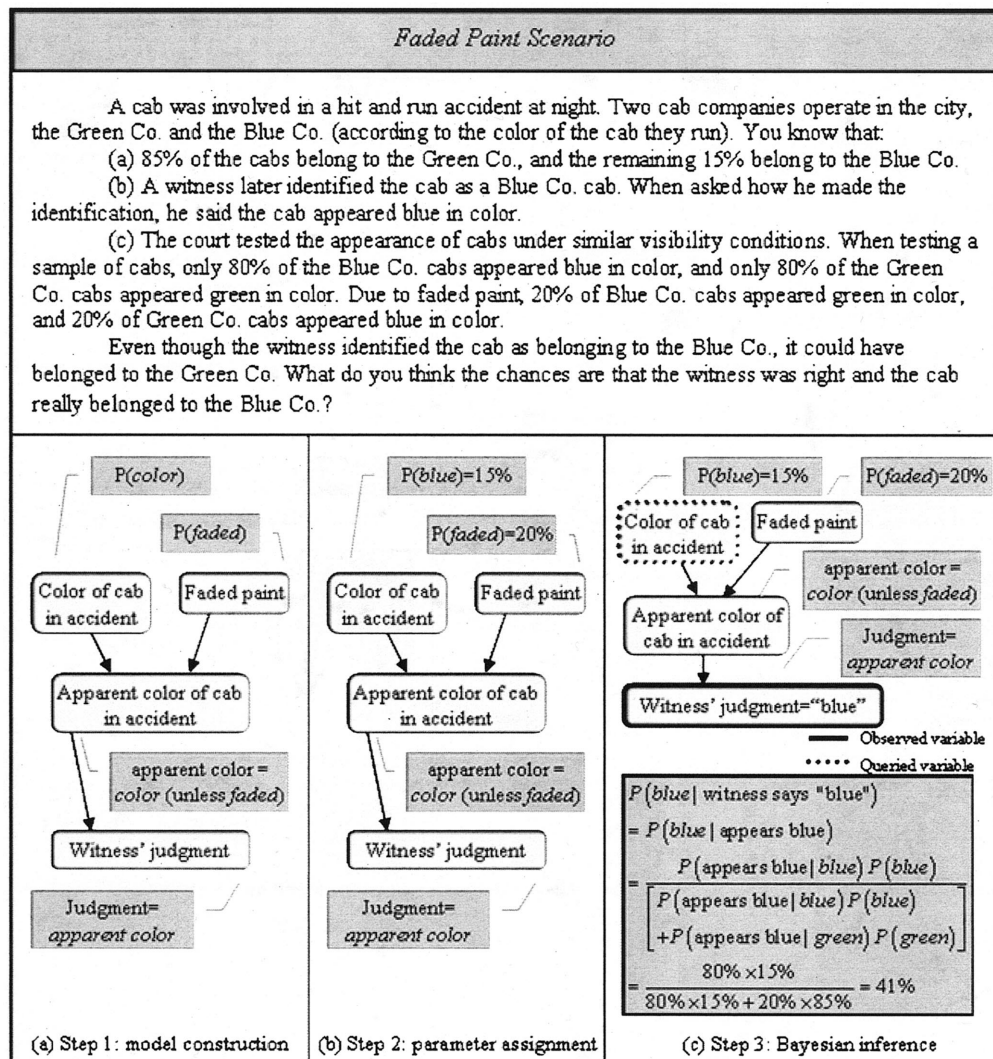 Faded Paint Scenario
A cab was involved in a hit and run accident at night. Two cab companies operate in the city,
the Green Co. and the Blue Co. (according to the color of the cab they run). You know that:
(a) 85% of the cabs belong to the Green Co., and the remaining 15% belong to the Blue Co.
(b) A witness later identified the cab as a Blue Co. cab. When asked how he made the
identification, he said the cab appeared blue in color.
(c) The court tested the appearance of cabs under similar visibility conditions. When testing a
sample of cabs, only 80% of the Blue Co. cabs appeared blue in color, and only 80% of the Green
Co. cabs appeared green in color. Due to faded paint, 20% of Blue Co. cabs appeared green in color,
and 20% of Green Co. cabs appeared blue in color.
Even though the witness identified the cab as belonging to the Blue Co., it could have
belonged to the Green Co. What do you think the chances are that the witness was right and the cab
really belonged to the Blue Co.?
P(color)
P(faded)
Color of cab
in accident
Faded paint
Apparent color of cab
in accident
apparent color =
color (unless faded)
Witness' judgment
Judgment=
apparent color
(a) Step 1: model construction
P(blue)=15%
P(faded)=20%
Color of cab
in accident
Faded paint
Apparent color of cab
in accident
apparent color =
color (unless faded)
Witness' judgment
Judgment=
apparent color
(b) Step 2: parameter assignment
P(blue)=15%
P(faded)=20%
Color of cab
in accident
Faded paint
apparent color =
color (unless faded)
Apparent color of
cab in accident
Judgment=
apparent color
Witness' judgment="blue"
Observed variable
Queried variable
P(blue| witness says "blue")
= P(blue| appears blue)
= P(appears blue| blue) P(blue)
[P(appears blue| blue) P(blue)
+P(appears blue| green) P(green)]
= 80% ×15%
80% ×15% + 20% ×85%
= 41%
(c) Step 3: Bayesian inference